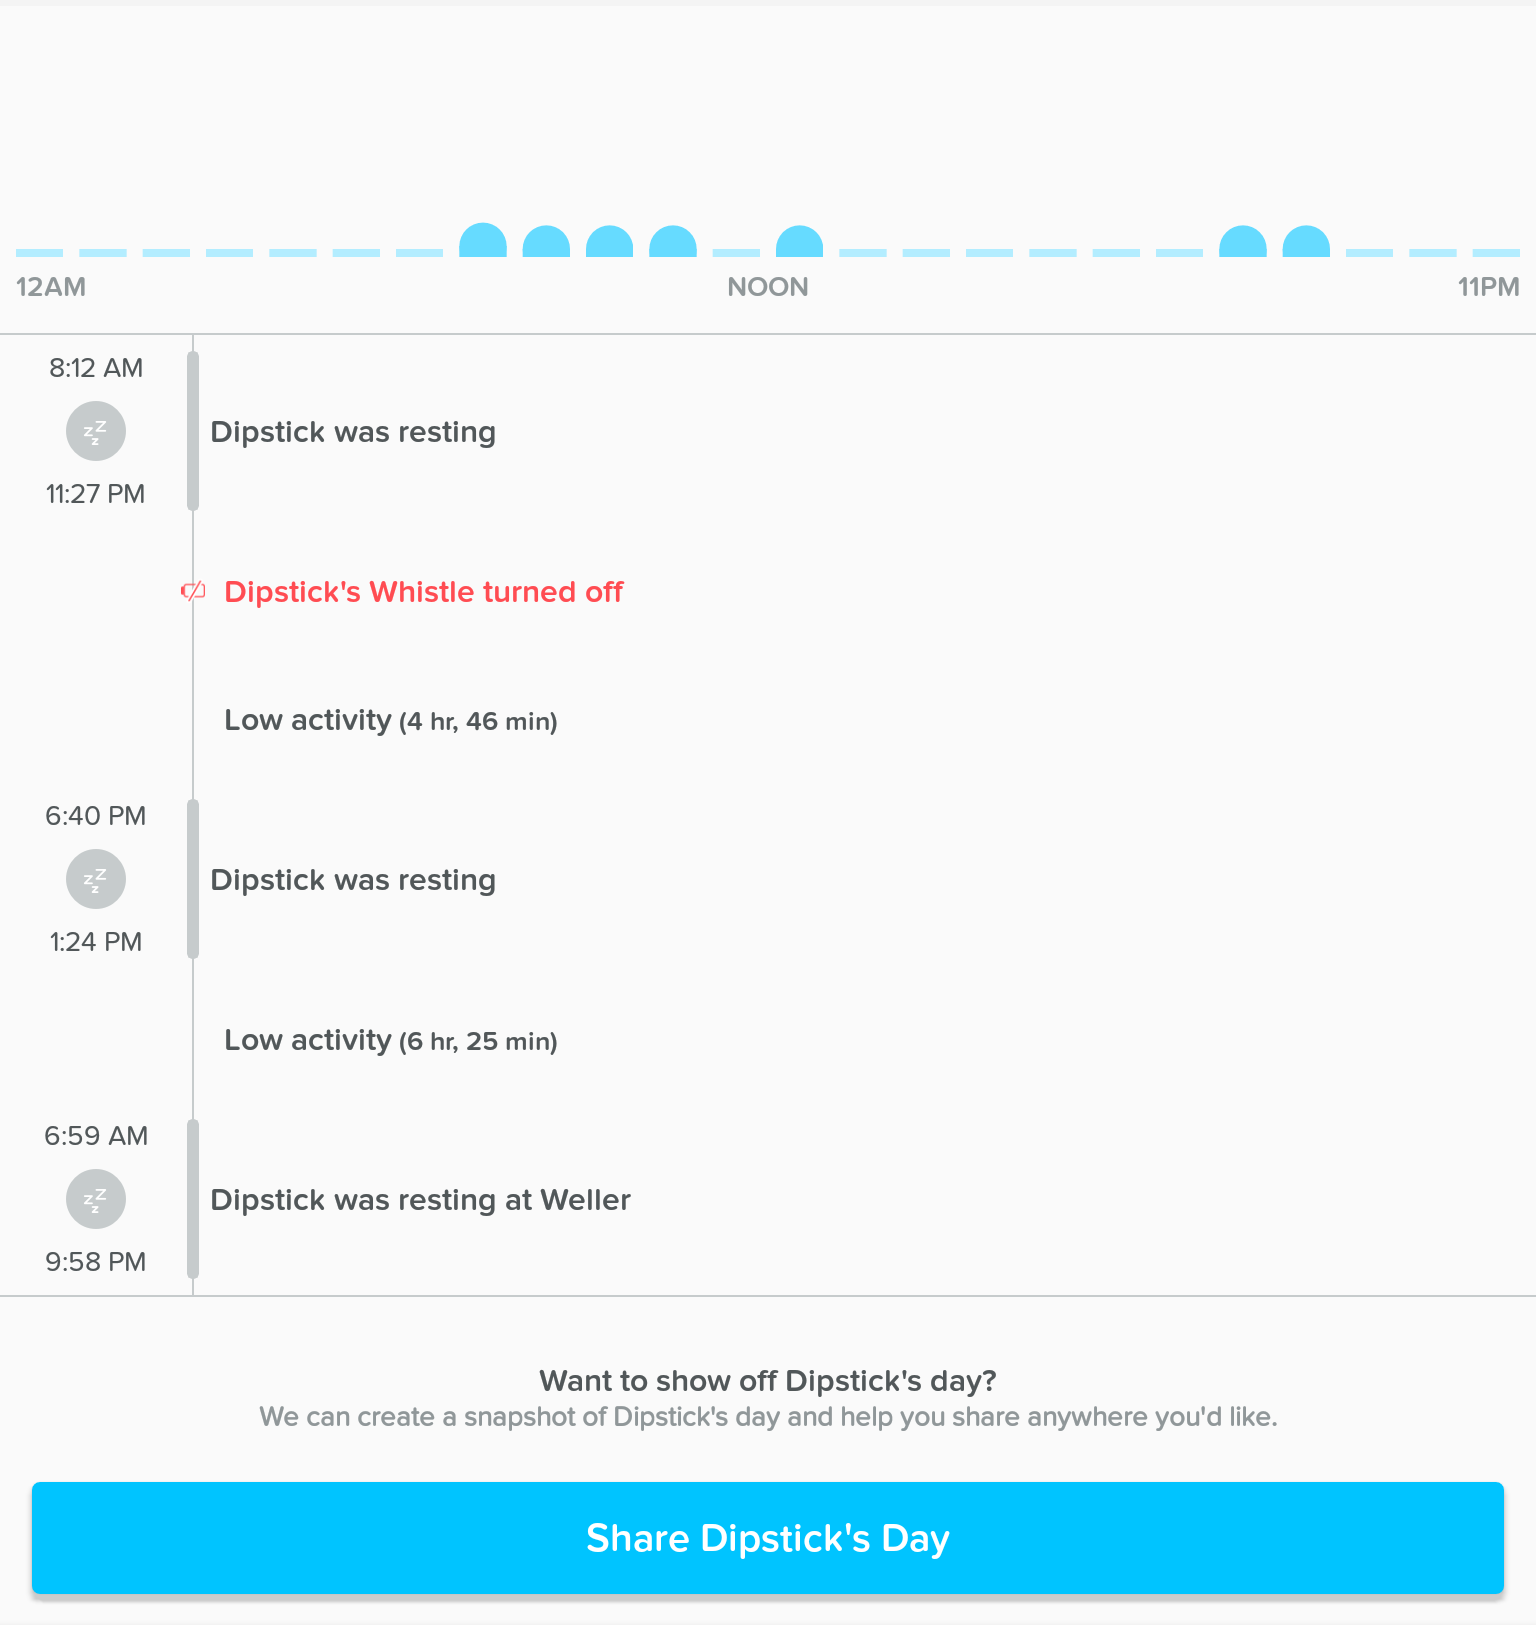 12AM NOON 11PM
8:12 AM
zzz
Dipstick was resting
11:27 PM
Dipstick's Whistle turned off
Low activity (4 hr, 46 min)
6:40 PM
zzz
Dipstick was resting
1:24 PM
Low activity (6 hr, 25 min)
6:59 AM
zzz
Dipstick was resting at Weller
9:58 PM
Want to show off Dipstick's day?
We can create a snapshot of Dipstick's day and help you share anywhere you'd like.
Share Dipstick's Day